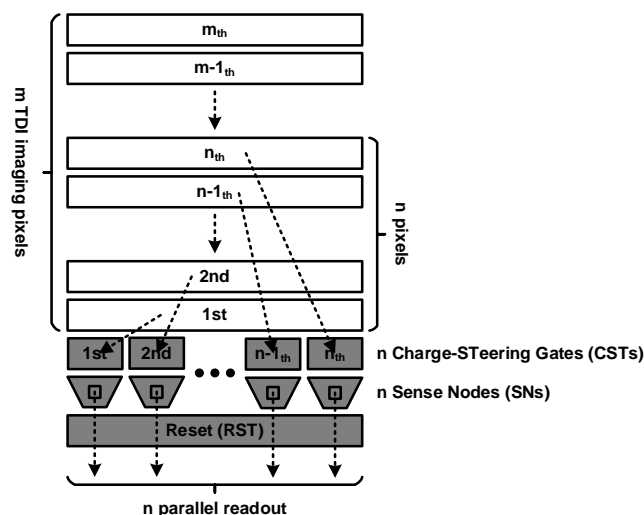 m TDI imaging pixels
mth
m-1th
nth
n-1th
n pixels
2nd
1st
1st 2nd n-1th nth
n Charge-STeering Gates (CSTs)
n Sense Nodes (SNs)
Reset (RST)
n parallel readout